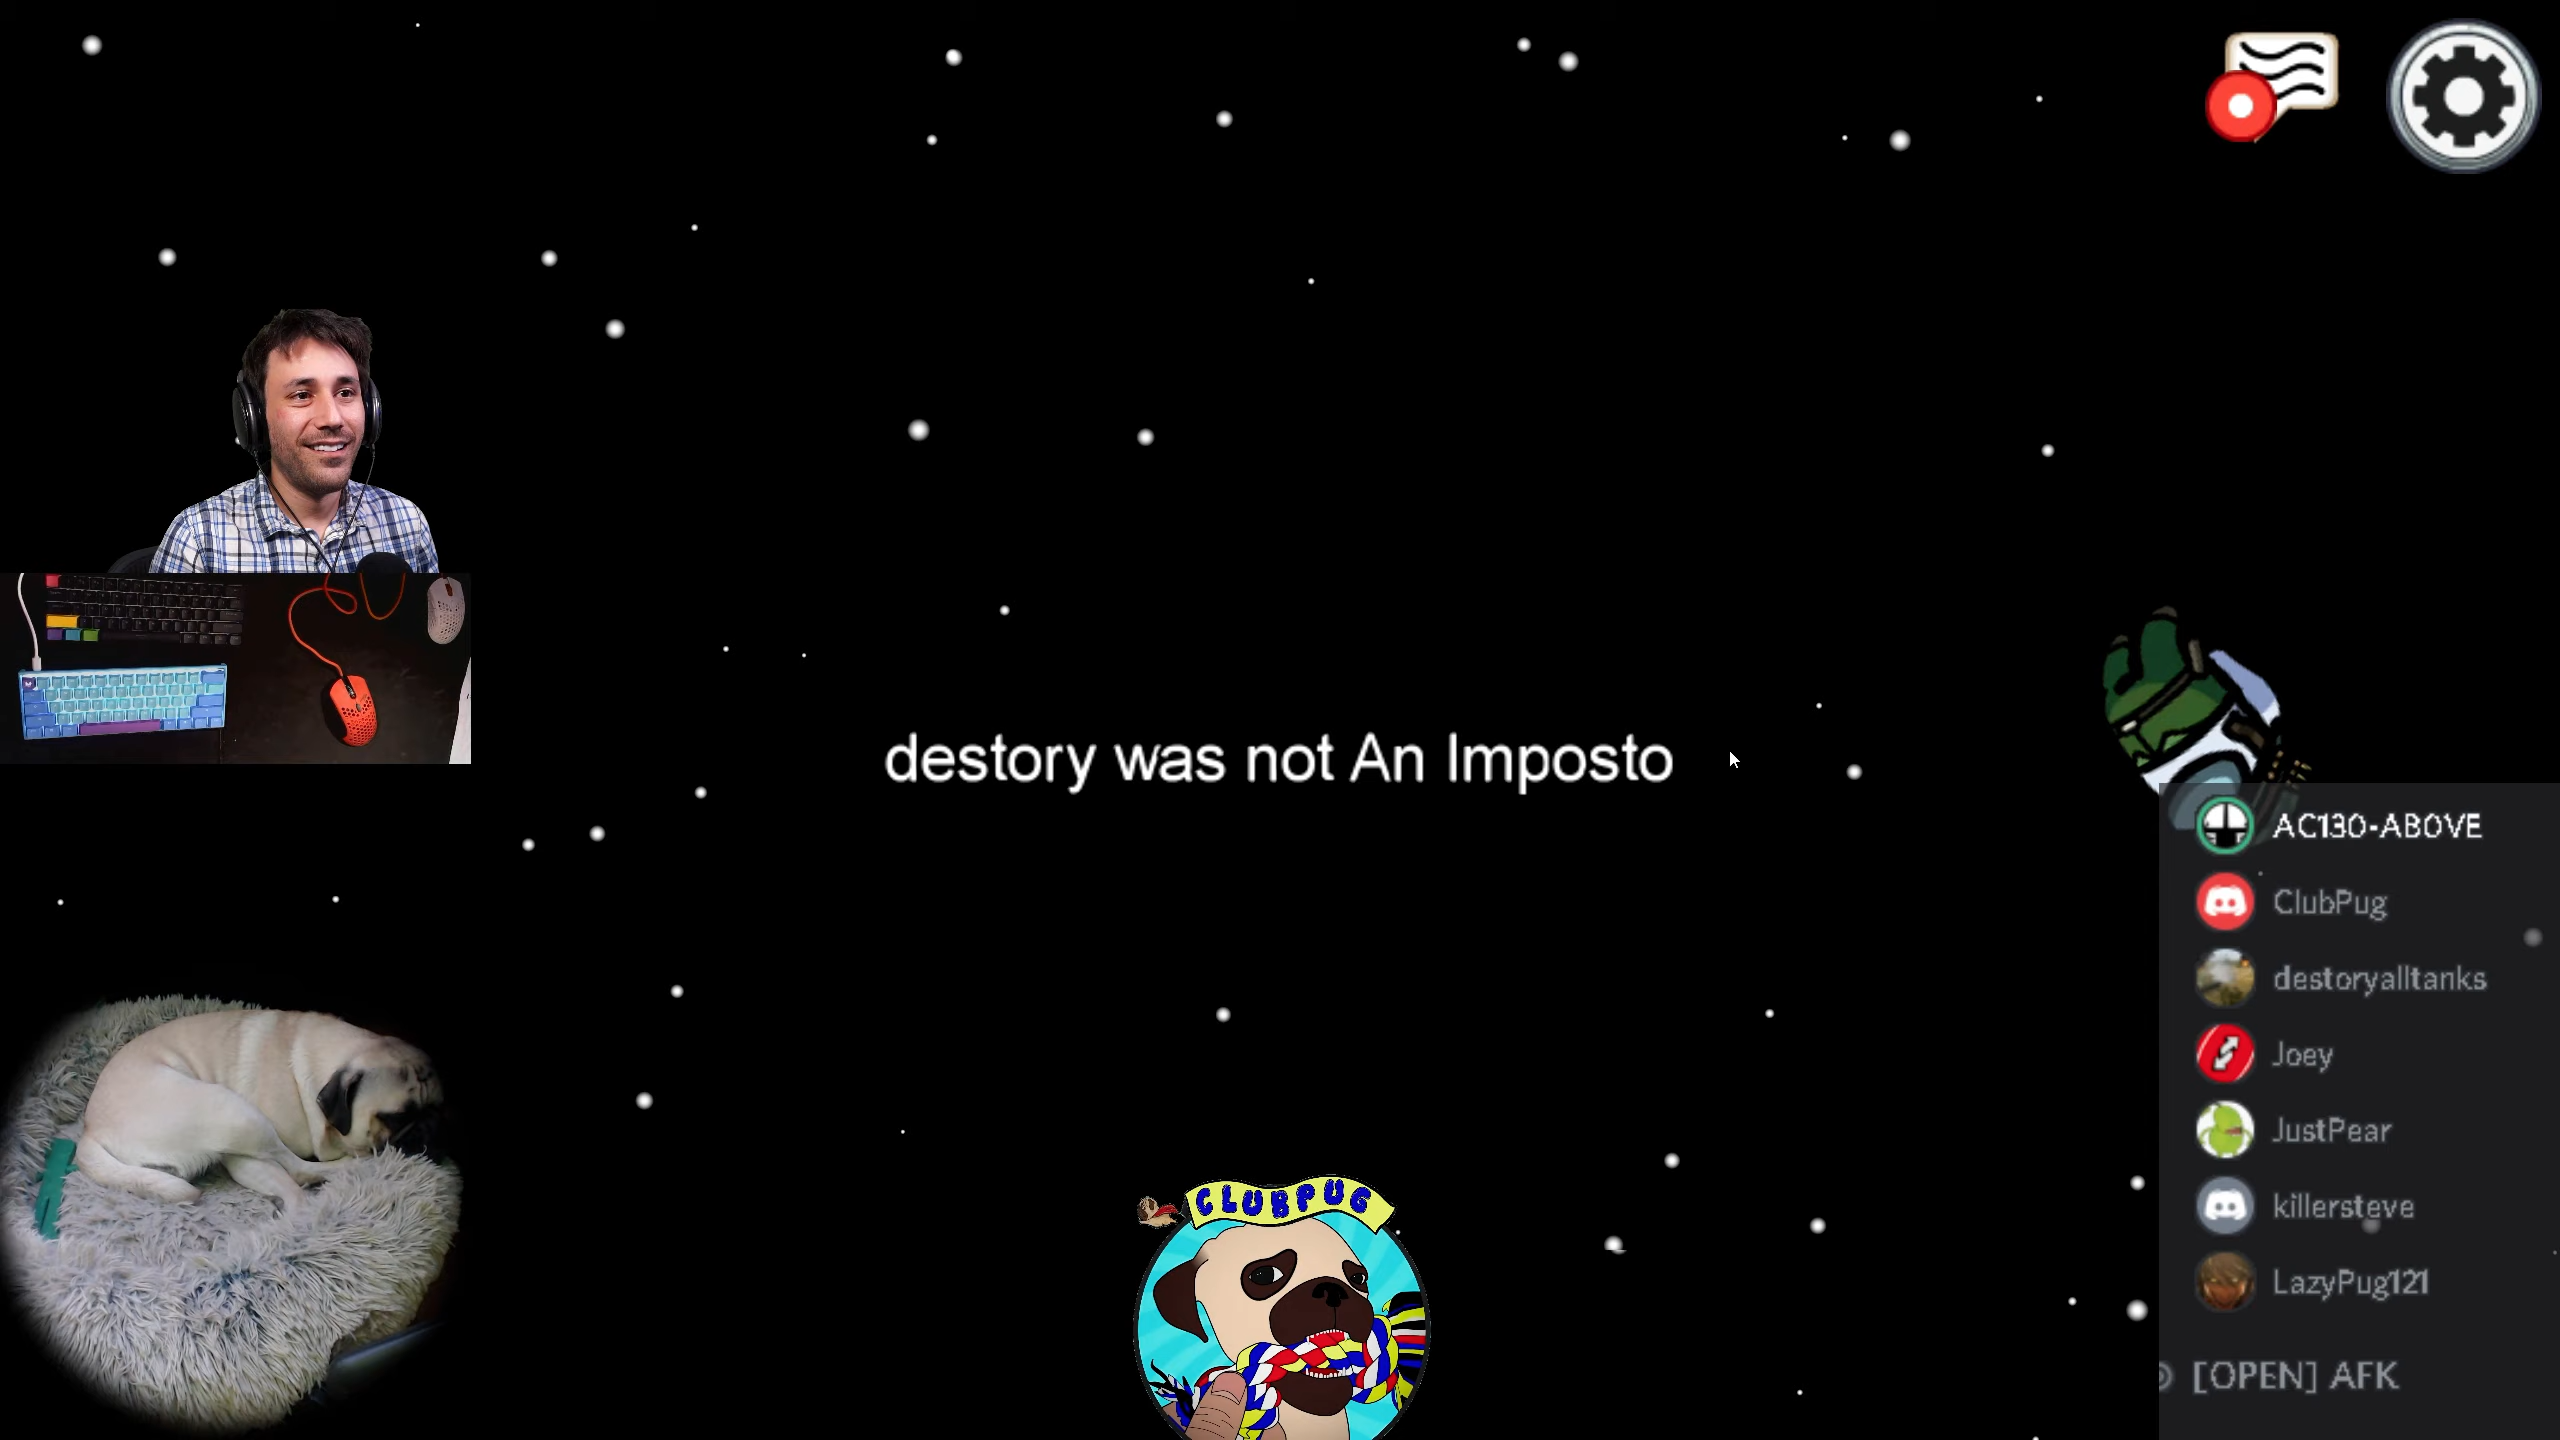 destory was not An Imposto
AC130-ABOVE
ClubPug
destoryalltanks
Joey
JustPear
killersteve
LazyPug121
[OPEN] AFK
CLUBPUG